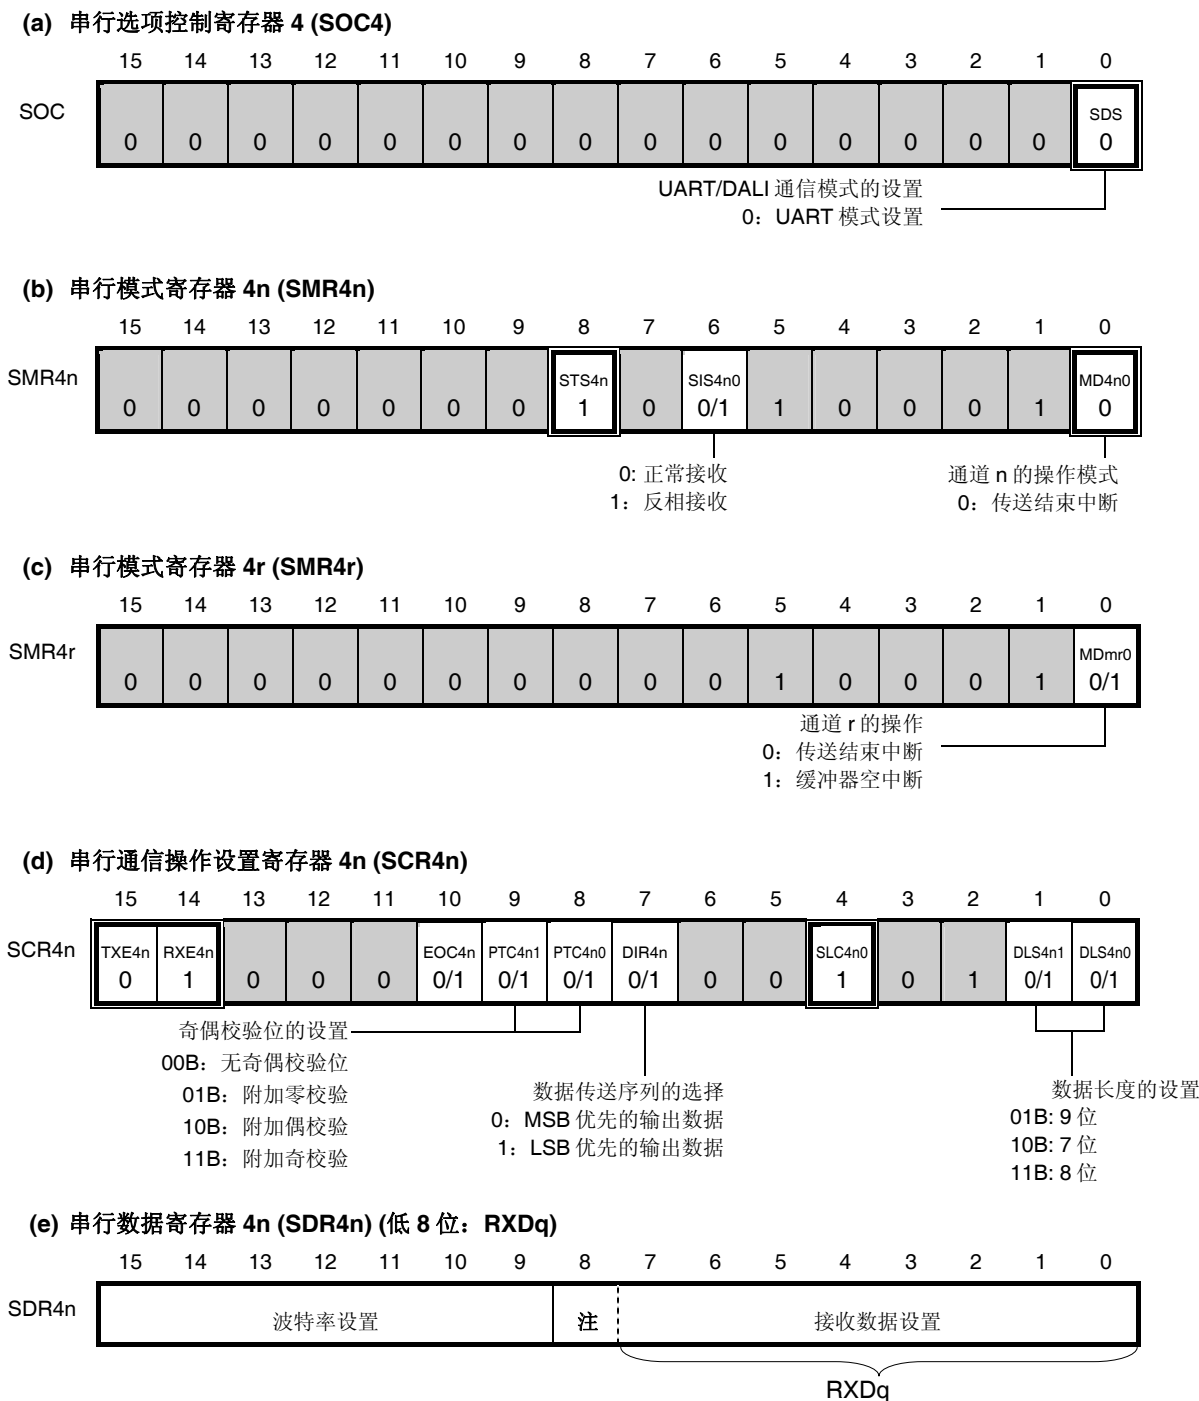 (a) 串行选项控制寄存器 4 (SOC4)
15 14 13 12 11 10 9 8 7 6 5 4 3 2 1 0
SOC
SDS
0 0 0 0 0 0 0 0 0 0 0 0 0 0 0 0
UART/DALI 通信模式的设置
0：UART 模式设置
(b) 串行模式寄存器 4n (SMR4n)
15 14 13 12 11 10 9 8 7 6 5 4 3 2 1 0
SMR4n
STS4n SIS4n0 MD4n0
0 0 0 0 0 0 0 1 0 0/1 1 0 0 0 1 0
0: 正常接收 通道 n 的操作模式
1：反相接收 0：传送结束中断
(c) 串行模式寄存器 4r (SMR4r)
15 14 13 12 11 10 9 8 7 6 5 4 3 2 1 0
SMR4r
MDmr0
0 0 0 0 0 0 0 0 0 0 1 0 0 0 1 0/1
通道 r 的操作
0：传送结束中断
1：缓冲器空中断
(d) 串行通信操作设置寄存器 4n (SCR4n)
15 14 13 12 11 10 9 8 7 6 5 4 3 2 1 0
SCR4n
TXE4n RXE4n EOC4n PTC4n1 PTC4n0 DIR4n SLC4n0 DLS4n1 DLS4n0
0 1 0 0 0 0/1 0/1 0/1 0/1 0 0 1 0 1 0/1 0/1
奇偶校验位的设置
00B：无奇偶校验位
01B：附加零校验
10B：附加偶校验
11B：附加奇校验
数据传送序列的选择
0：MSB 优先的输出数据
1：LSB 优先的输出数据
数据长度的设置
01B: 9 位
10B: 7 位
11B: 8 位
(e) 串行数据寄存器 4n (SDR4n) (低 8 位：RXDq)
15 14 13 12 11 10 9 8 7 6 5 4 3 2 1 0
SDR4n
波特率设置 注 接收数据设置
RXDq